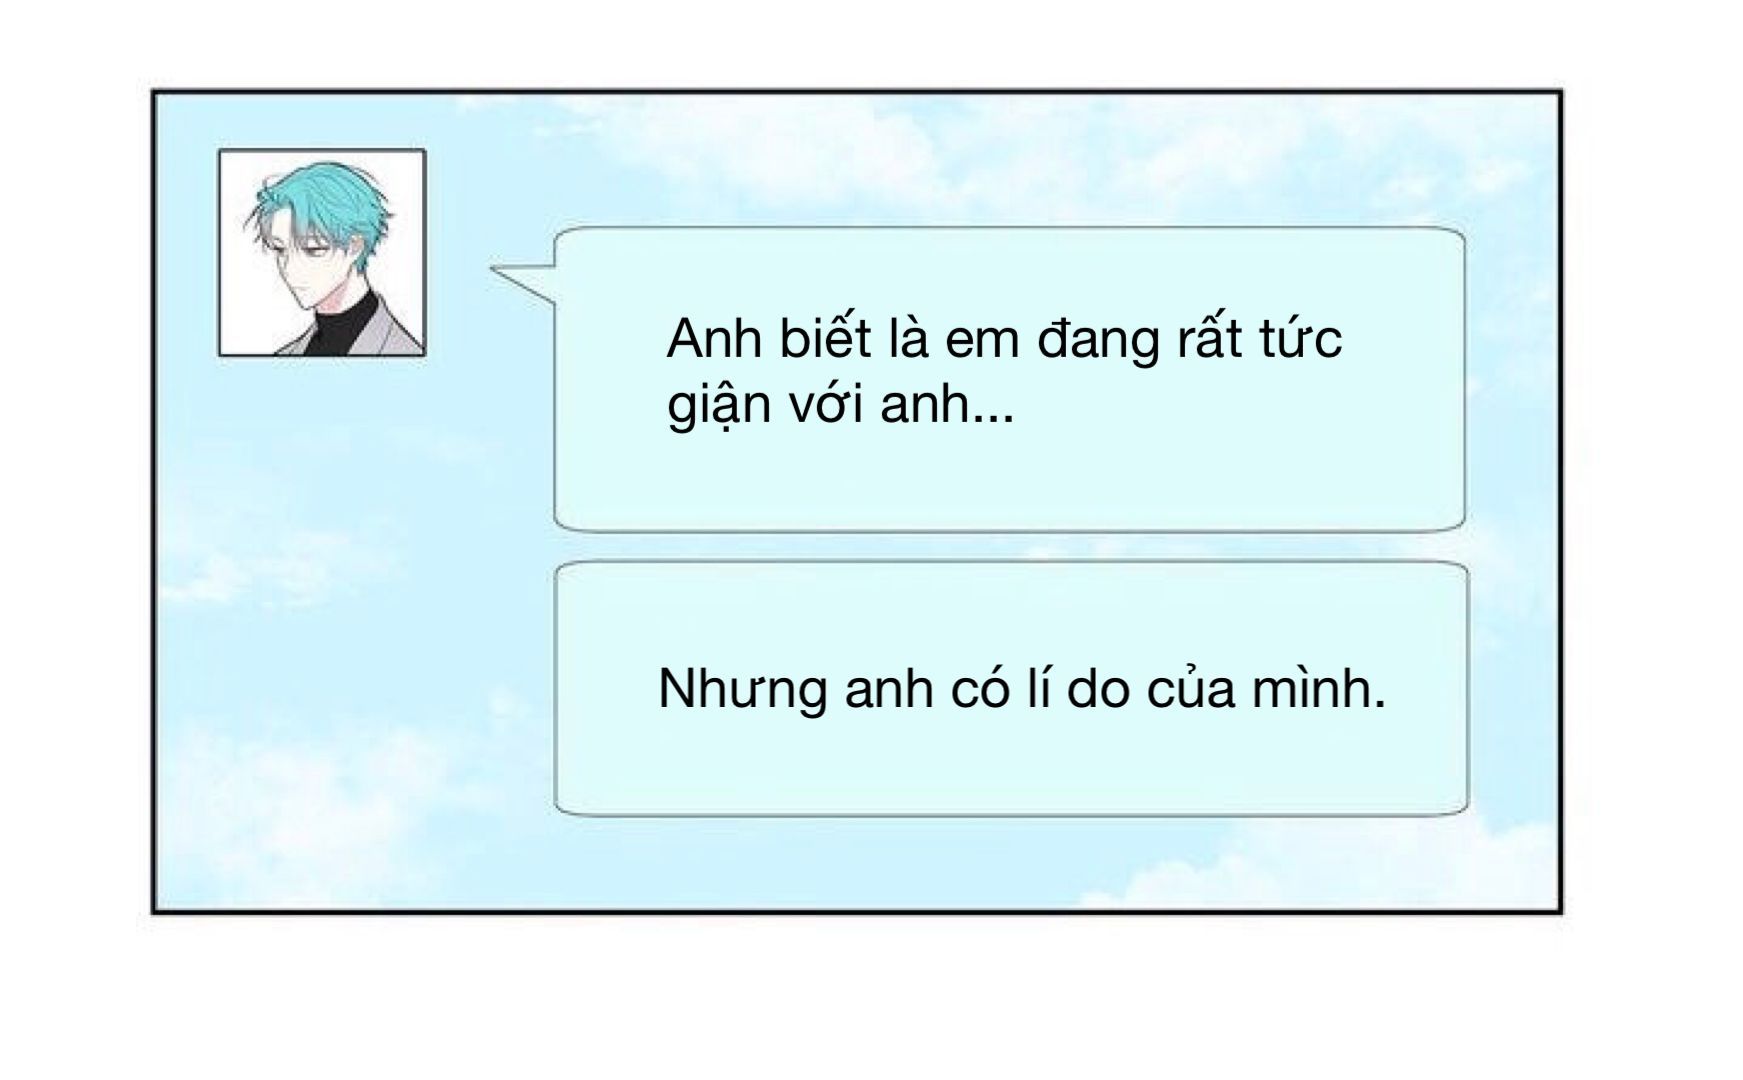 Anh biết là em đang rất tức
giận với anh...
Nhưng anh có lí do của mình.